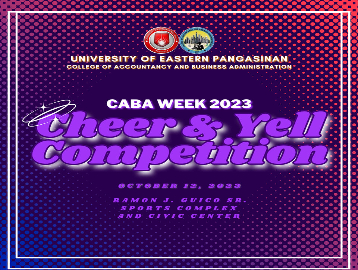 UNIVERSITY OF EASTERN PANGASINAN
COLLEGE OF ACCOUNTANCY AND BUSINESS ADMINISTRATION
CABA WEEK 2023
Cheer & Yell
Competition
OCTOBER 12, 2023
RAMON J. GUICO SR.
SPORTS COMPLEX
AND CIVIC CENTER